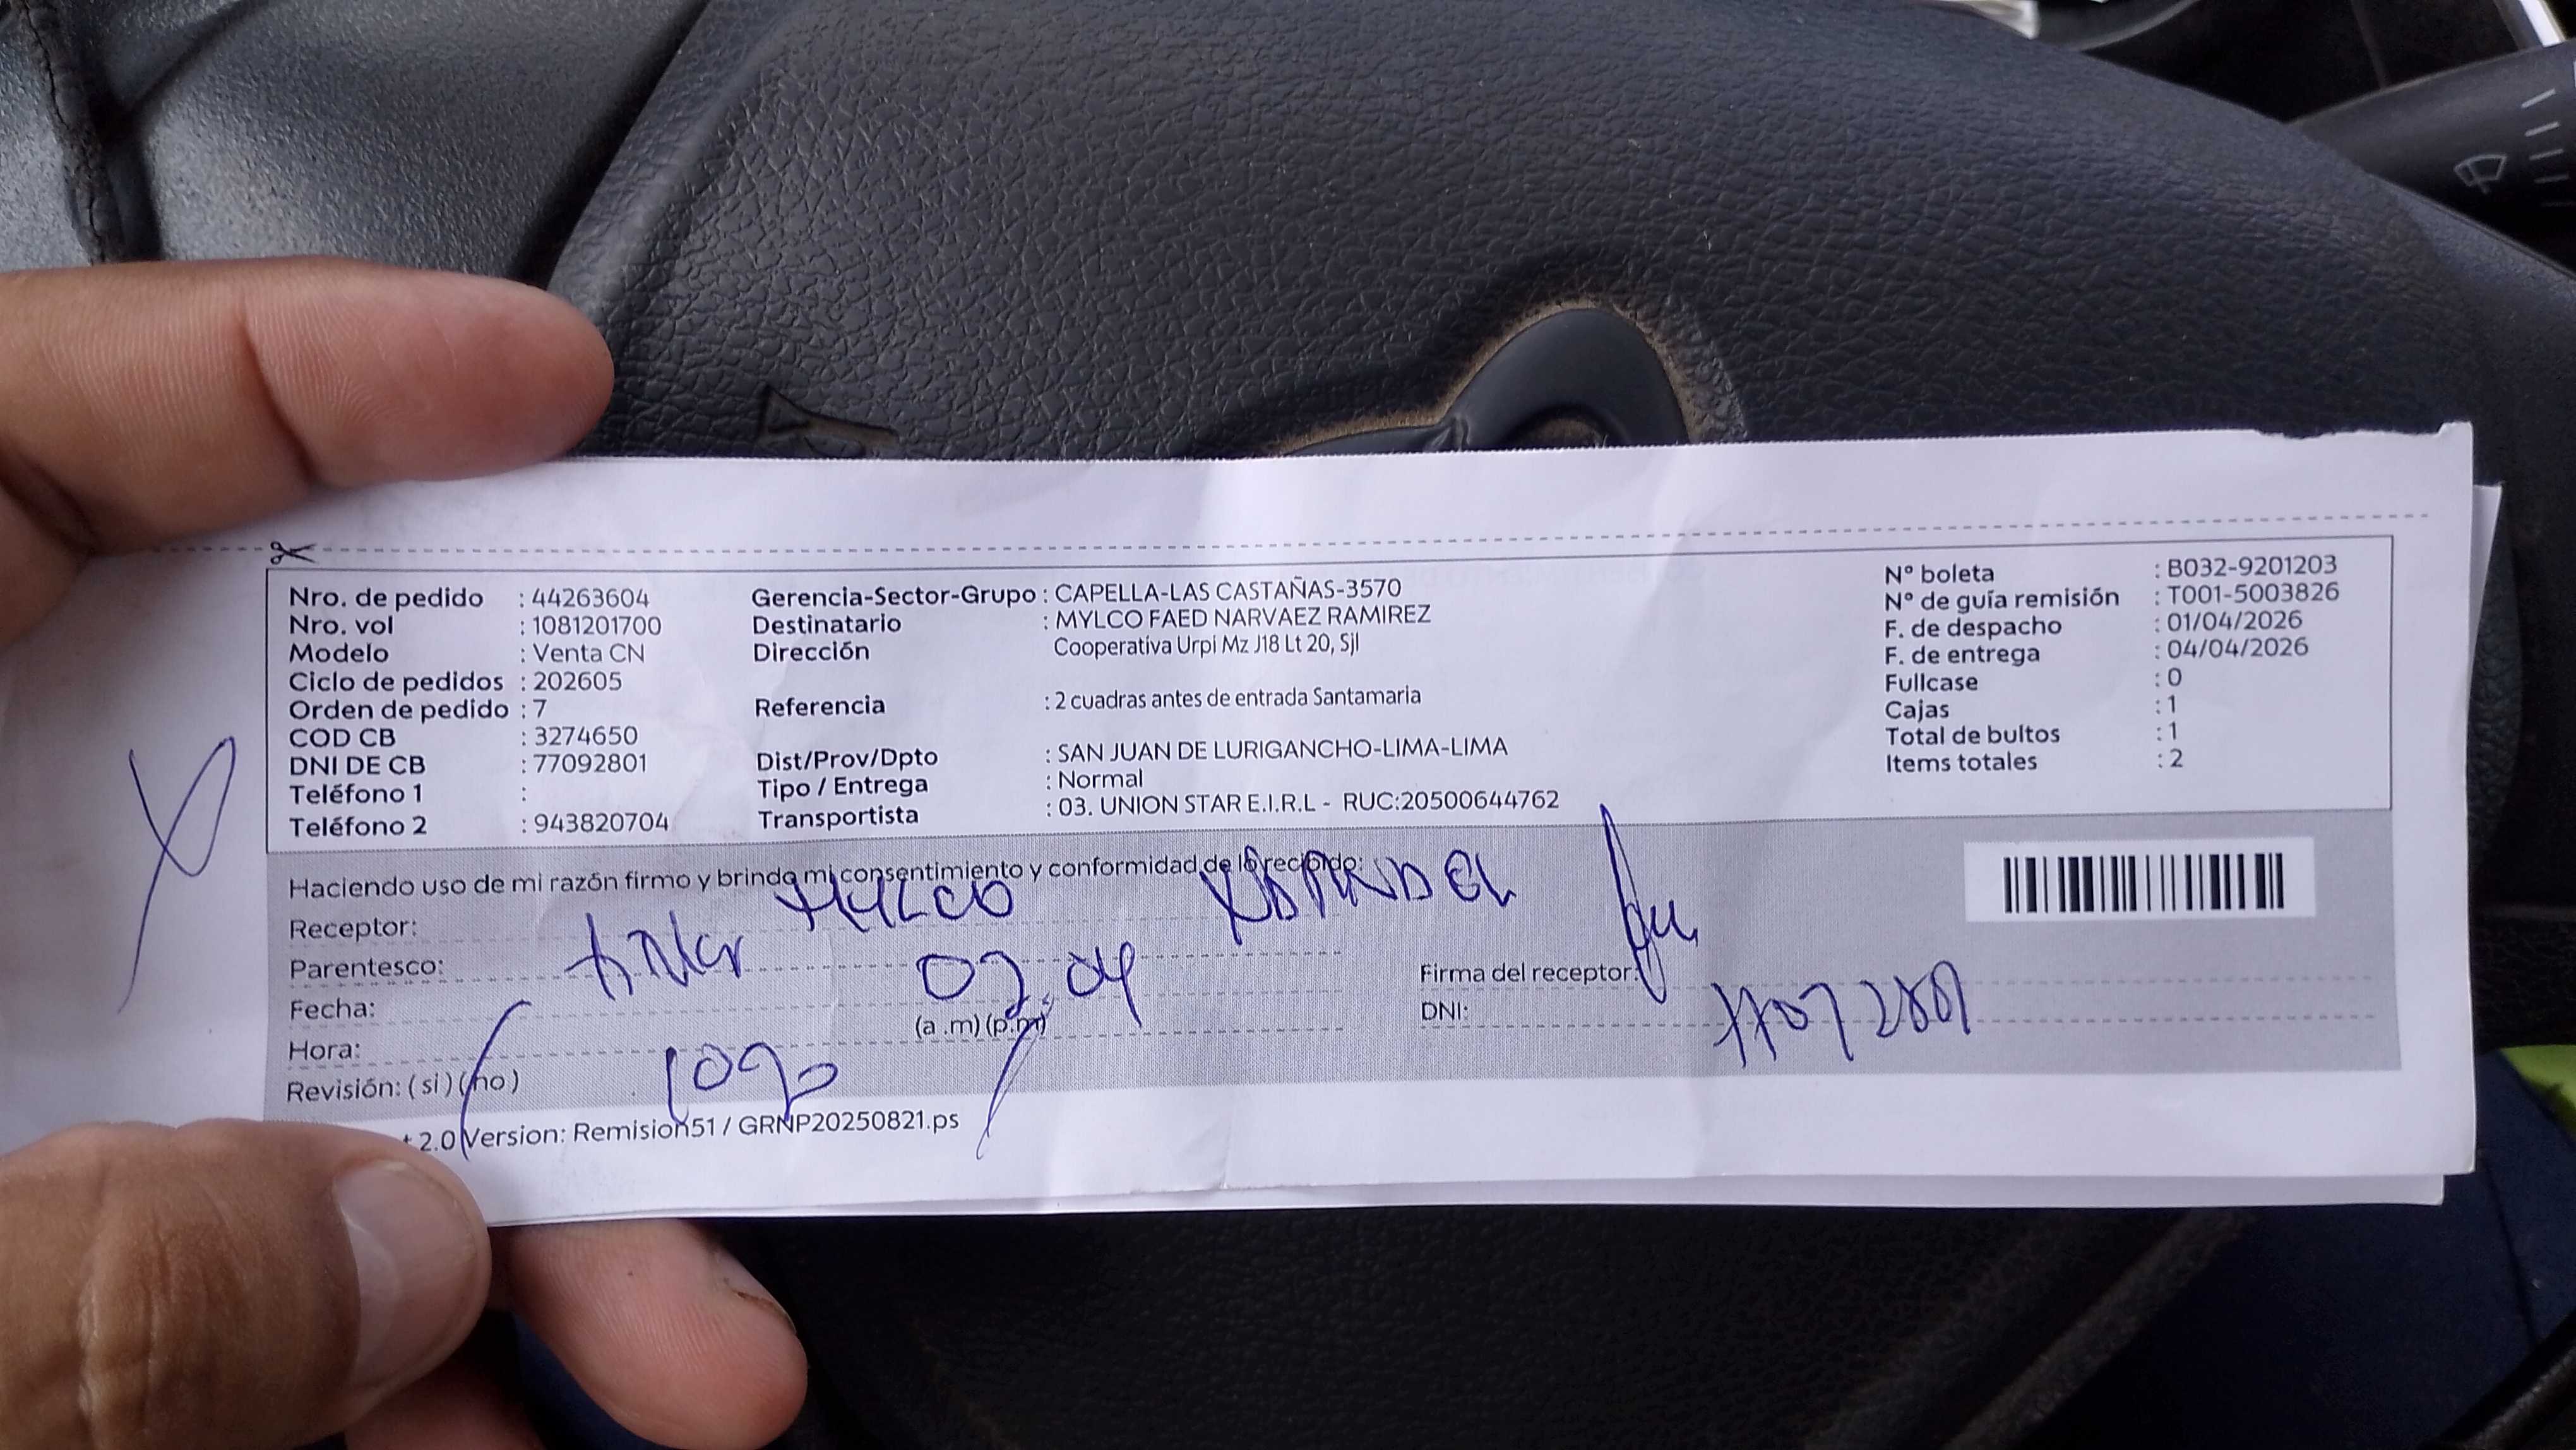 Nro. de pedido : 44263604
Nro. vol : 1081201700
Modelo : Venta CN
Ciclo de pedidos : 202605
Orden de pedido : 7
COD CB : 3274650
DNI DE CB : 77092801
Teléfono 1 :
Teléfono 2 : 943820704
Gerencia-Sector-Grupo : CAPELLA-LAS CASTAÑAS-3570
Destinatario : MYLCO FAED NARVAEZ RAMIREZ
Dirección Cooperativa Urpi Mz J18 Lt 20, Sjl
Referencia : 2 cuadras antes de entrada Santamaria
Dist/Prov/Dpto : SAN JUAN DE LURIGANCHO-LIMA-LIMA
Tipo / Entrega : Normal
Transportista : 03. UNION STAR E.I.R.L - RUC:20500644762
N° boleta : B032-9201203
N° de guía remisión : T001-5003826
F. de despacho : 01/04/2026
F. de entrega : 04/04/2026
Fullcase : 0
Cajas : 1
Total de bultos : 1
Items totales : 2
Haciendo uso de mi razón firmo y brindo mi consentimiento y conformidad de lo recibido:
Receptor: MYLCO
Parentesco:
Fecha:
Hora: (a .m) (p.m)
Revisión: ( si ) ( no )
Firma del receptor:
DNI:
2.0 Version: Remision51 / GRNP20250821.ps